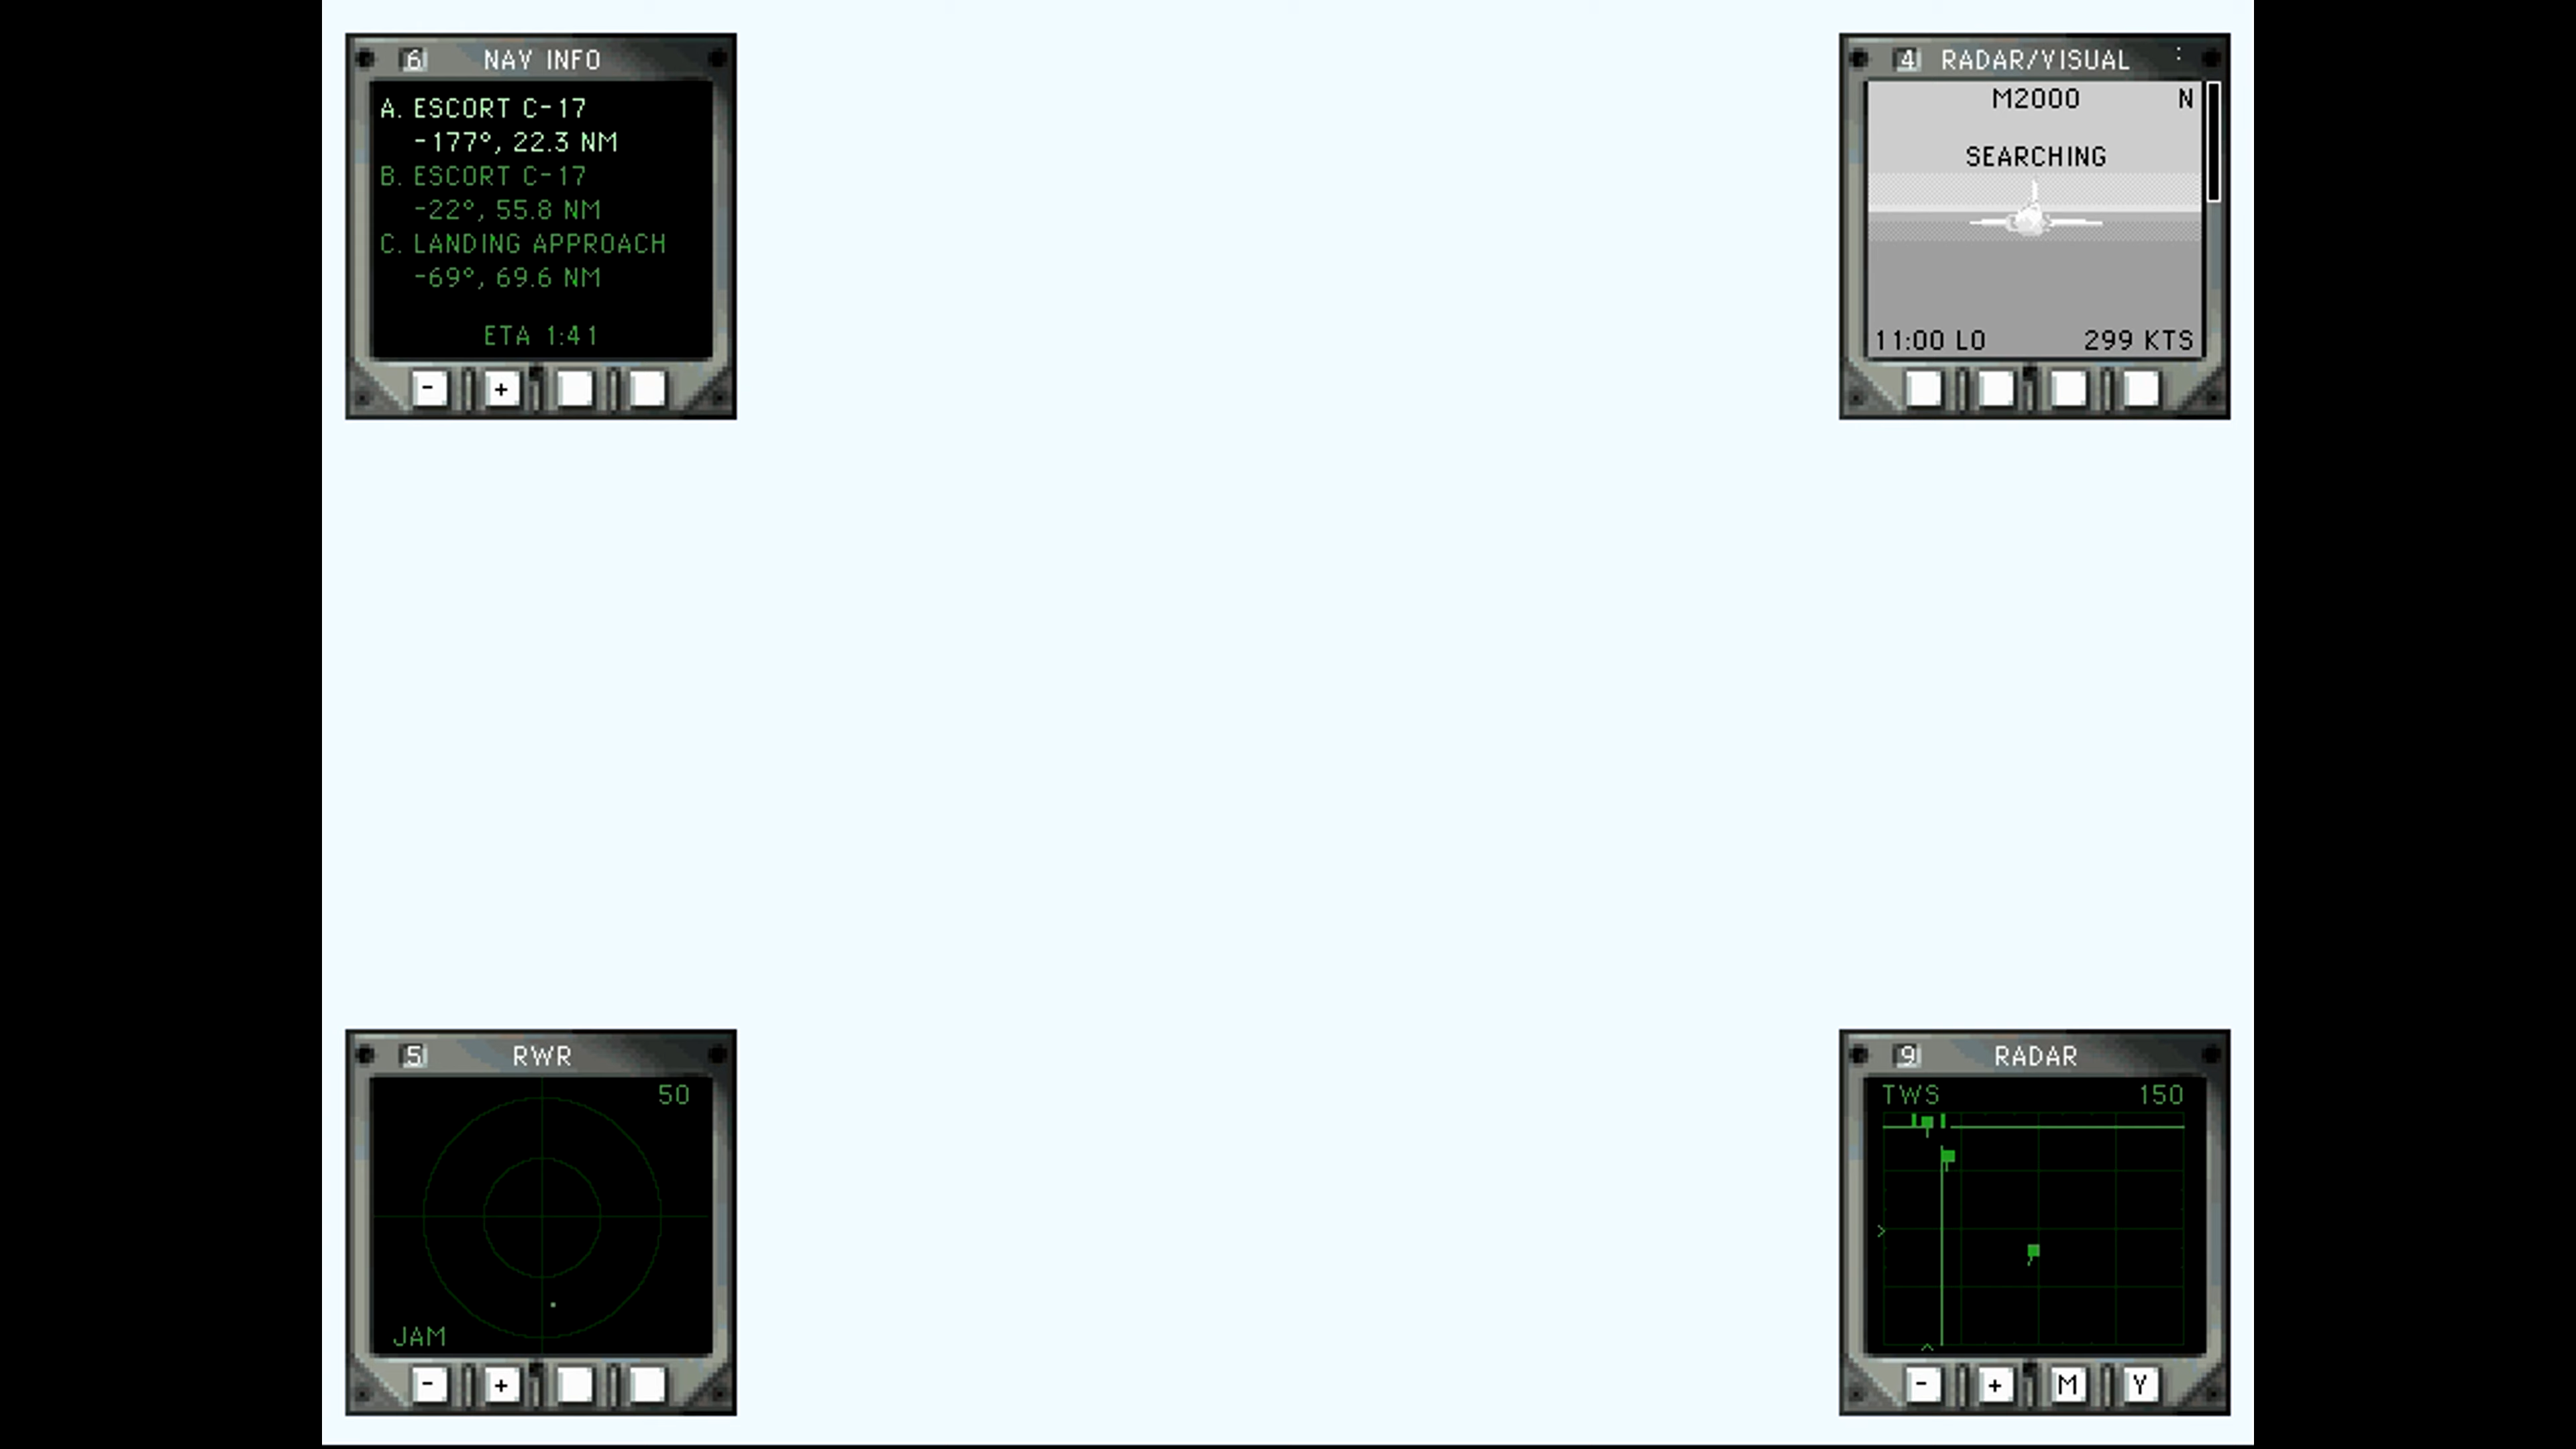 6 NAV INFO
A. ESCORT C-17
-177°, 22.3 NM
B. ESCORT C-17
-22°, 55.8 NM
C. LANDING APPROACH
-69°, 69.6 NM
ETA 1:41
- +
4 RADAR/VISUAL :
M2000 N
SEARCHING
11:00 LO 299 KTS
5 RWR
50
JAM
- +
9 RADAR
TWS 150
- + M Y